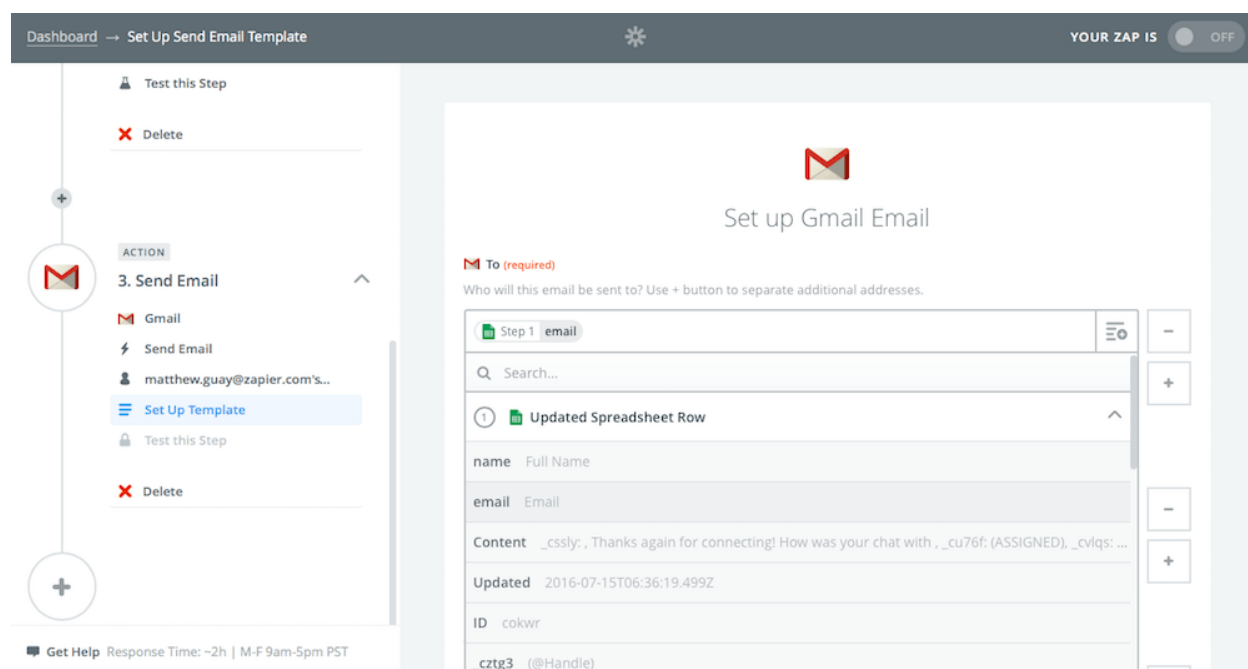 Dashboard → Set Up Send Email Template
YOUR ZAP IS OFF
Test this Step
Delete
ACTION
3. Send Email
Gmail
Send Email
matthew.guay@zapier.com's...
Set Up Template
Test this Step
Delete
Get Help Response Time: ~2h | M-F 9am-5pm PST
Set up Gmail Email
To (required)
Who will this email be sent to? Use + button to separate additional addresses.
Step 1 email
Search...
1 Updated Spreadsheet Row
name Full Name
email Email
Content _cssly: , Thanks again for connecting! How was your chat with , _cu76f: (ASSIGNED), _cvlqs: ...
Updated 2016-07-15T06:36:19.499Z
ID cokwr
_cztg3 (@Handle)